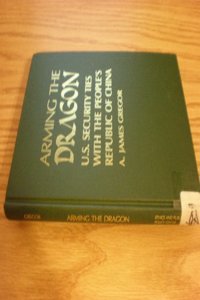 ARMING THE
DRAGON
U.S. SECURITY TIES
WITH THE PEOPLE'S
REPUBLIC OF CHINA
A. JAMES GREGOR
GREGOR
ARMING THE DRAGON